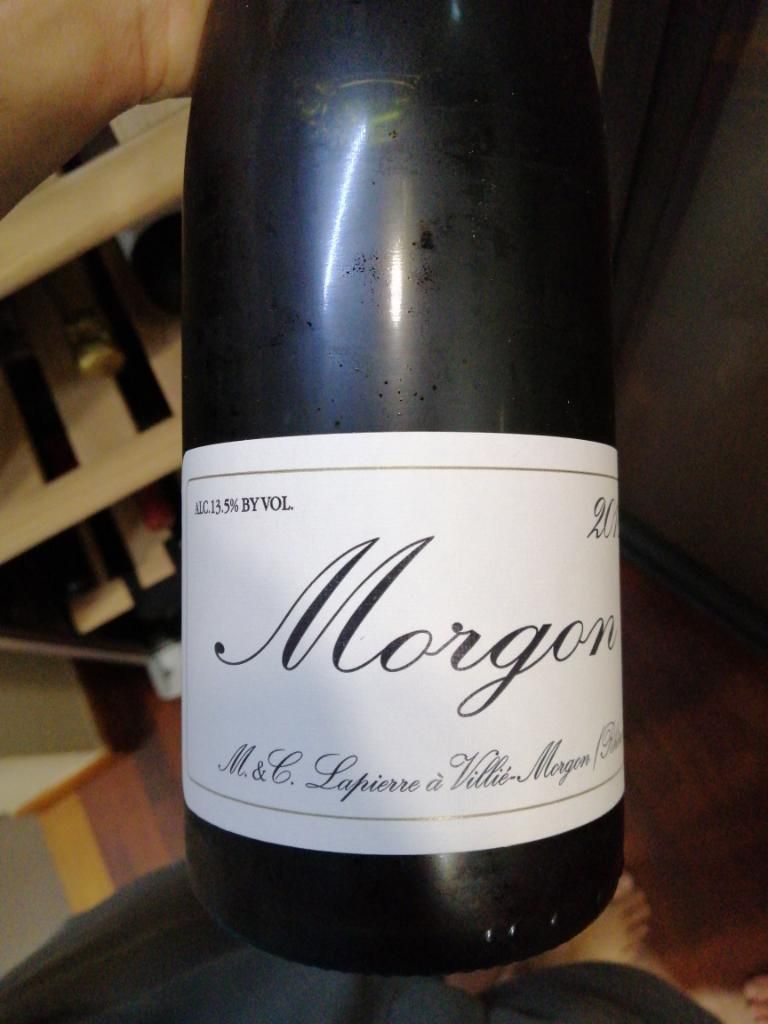 ALC.13.5% BY VOL.
Morgon
M. & C. Lapierre à Villié-Morgon